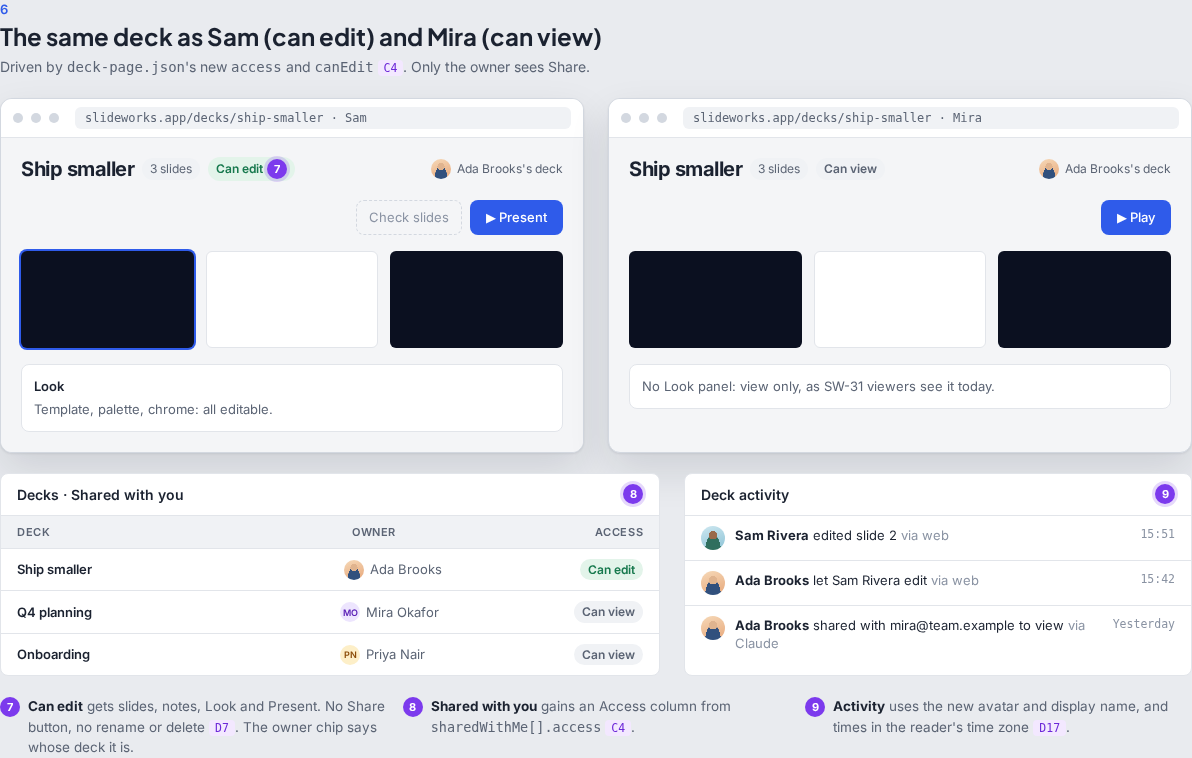 6
The same deck as Sam (can edit) and Mira (can view)
Driven by deck-page.json's new access and canEdit C4 . Only the owner sees Share.
slideworks.app/decks/ship-smaller · Sam
Ship smaller 3 slides Can edit 7 Ada Brooks's deck
Check slides ▶ Present
Look
Template, palette, chrome: all editable.
slideworks.app/decks/ship-smaller · Mira
Ship smaller 3 slides Can view Ada Brooks's deck
▶ Play
No Look panel: view only, as SW-31 viewers see it today.
Decks · Shared with you 8
DECK OWNER ACCESS
Ship smaller Ada Brooks Can edit
Q4 planning MO Mira Okafor Can view
Onboarding PN Priya Nair Can view
Deck activity 9
Sam Rivera edited slide 2 via web 15:51
Ada Brooks let Sam Rivera edit via web 15:42
Ada Brooks shared with mira@team.example to view via Yesterday
Claude
7 Can edit gets slides, notes, Look and Present. No Share
button, no rename or delete D7 . The owner chip says
whose deck it is.
8 Shared with you gains an Access column from
sharedWithMe[].access C4 .
9 Activity uses the new avatar and display name, and
times in the reader's time zone D17 .